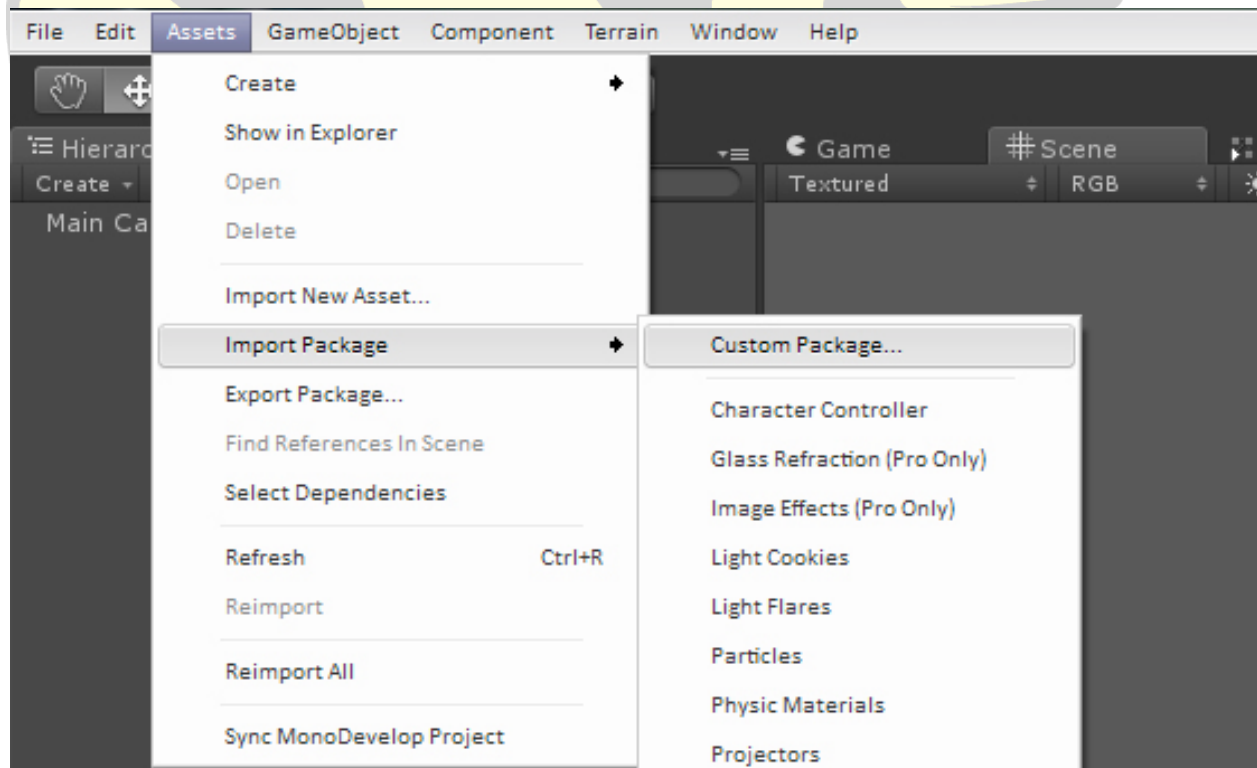 File Edit Assets GameObject Component Terrain Window Help
Create
Show in Explorer
Open
Delete
Import New Asset...
Import Package
Export Package...
Find References In Scene
Select Dependencies
Refresh Ctrl+R
Reimport
Reimport All
Sync MonoDevelop Project
Custom Package...
Character Controller
Glass Refraction (Pro Only)
Image Effects (Pro Only)
Light Cookies
Light Flares
Particles
Physic Materials
Projectors
Hierarc
Create
Main Ca
Game Scene
Textured RGB